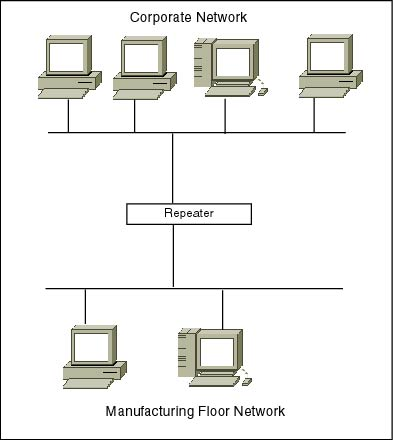 Corporate Network
Repeater
Manufacturing Floor Network